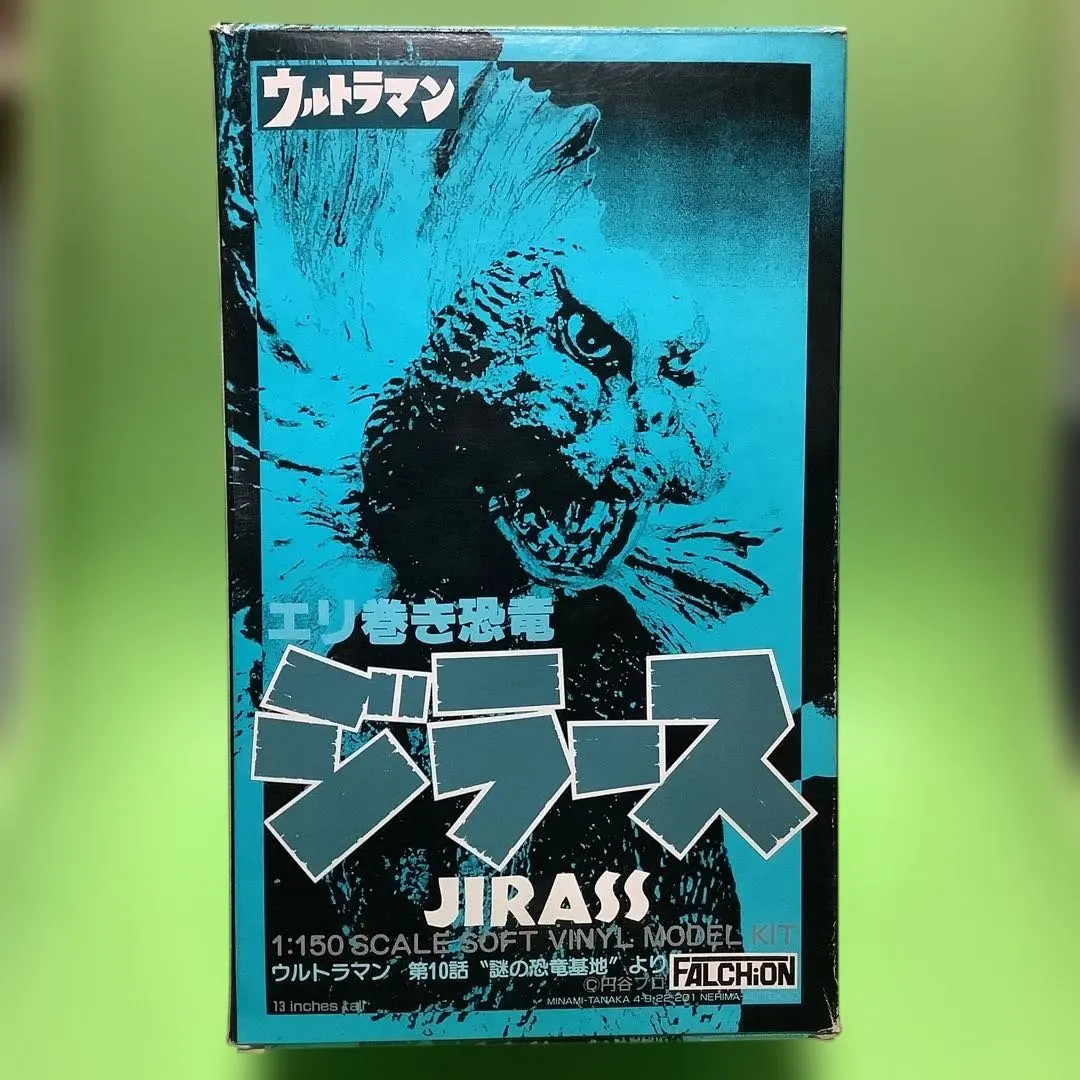 ウルトラマン
エリ巻き恐竜
ジラース
JIRASS
1:150 SCALE SOFT VINYL MODEL KIT
ウルトラマン 第10話 “謎の恐竜基地” より
FALCHiON
©円谷プロ
13 inches tall
MINAMI-TANAKA 4-9-22-201 NERIMA-